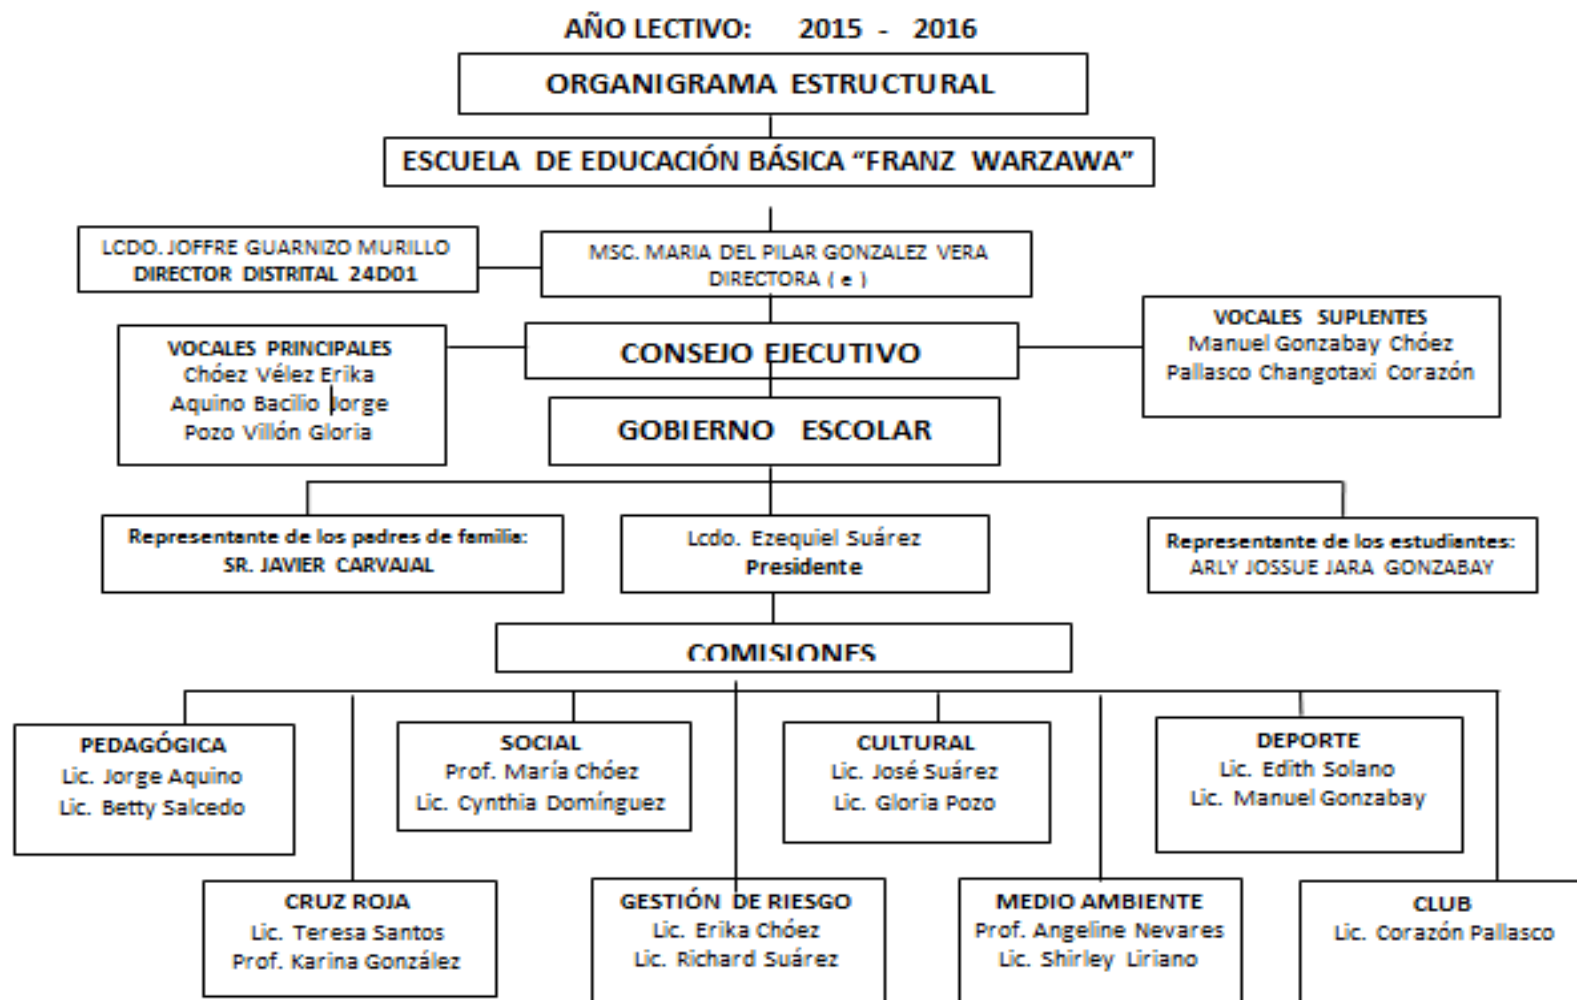 AÑO LECTIVO: 2015 - 2016
ORGANIGRAMA ESTRUCTURAL
ESCUELA DE EDUCACIÓN BÁSICA “FRANZ WARZAWA”
LCDO. JOFFRE GUARNIZO MURILLO
DIRECTOR DISTRITAL 24D01
MSC. MARIA DEL PILAR GONZALEZ VERA
DIRECTORA ( e )
VOCALES PRINCIPALES
Chóez Vélez Erika
Aquino Bacilio Jorge
Pozo Villón Gloria
CONSEJO EJECUTIVO
VOCALES SUPLENTES
Manuel Gonzabay Chóez
Pallasco Changotaxi Corazón
GOBIERNO ESCOLAR
Representante de los padres de familia:
SR. JAVIER CARVAJAL
Lcdo. Ezequiel Suárez
Presidente
Representante de los estudiantes:
ARLY JOSSUE JARA GONZABAY
COMISIONES
PEDAGÓGICA
Lic. Jorge Aquino
Lic. Betty Salcedo
SOCIAL
Prof. María Chóez
Lic. Cynthia Domínguez
CULTURAL
Lic. José Suárez
Lic. Gloria Pozo
DEPORTE
Lic. Edith Solano
Lic. Manuel Gonzabay
CRUZ ROJA
Lic. Teresa Santos
Prof. Karina González
GESTIÓN DE RIESGO
Lic. Erika Chóez
Lic. Richard Suárez
MEDIO AMBIENTE
Prof. Angeline Nevares
Lic. Shirley Liriano
CLUB
Lic. Corazón Pallasco